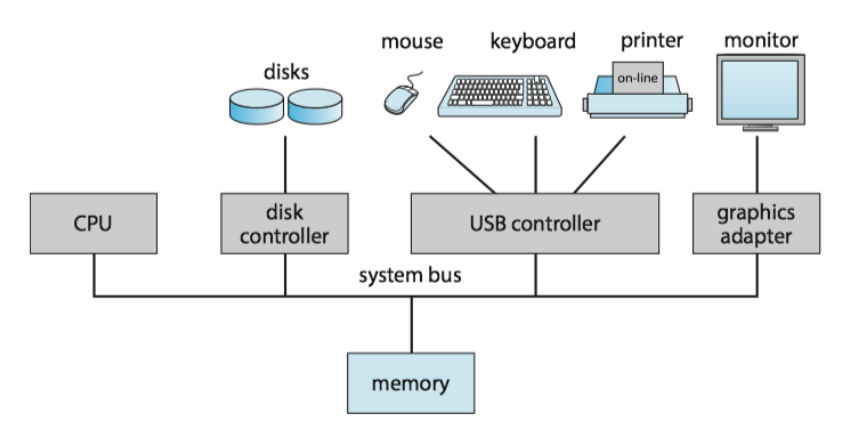 mouse
keyboard
printer
monitor
disks
on-line
CPU
disk
controller
USB controller
graphics
adapter
system bus
memory